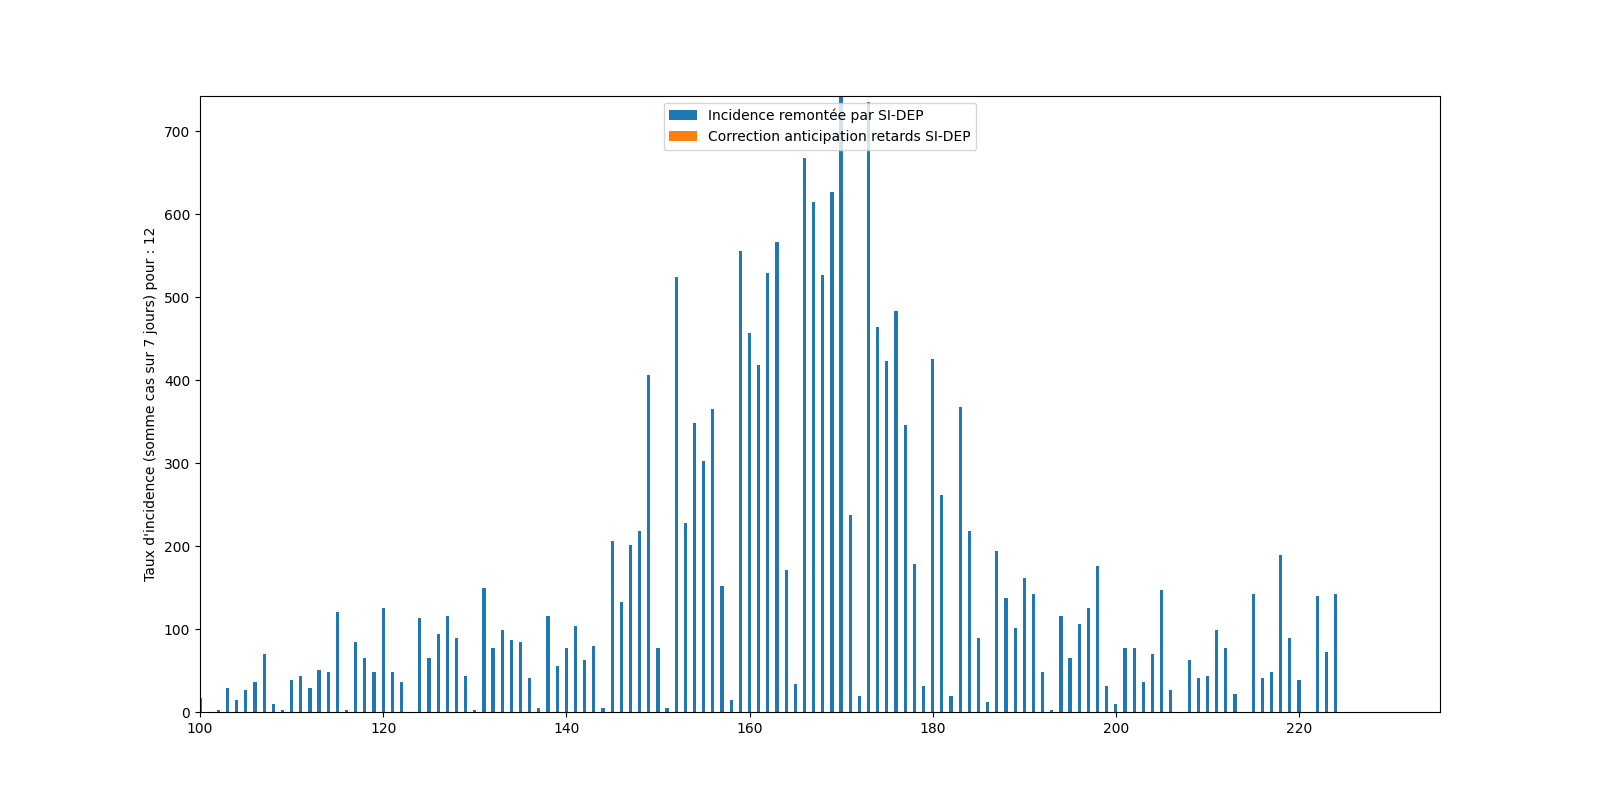 Incidence remontée par SI-DEP
Correction anticipation retards SI-DEP
Taux d'incidence (somme cas sur 7 jours) pour : 12
700
600
500
400
300
200
100
0
100 120 140 160 180 200 220